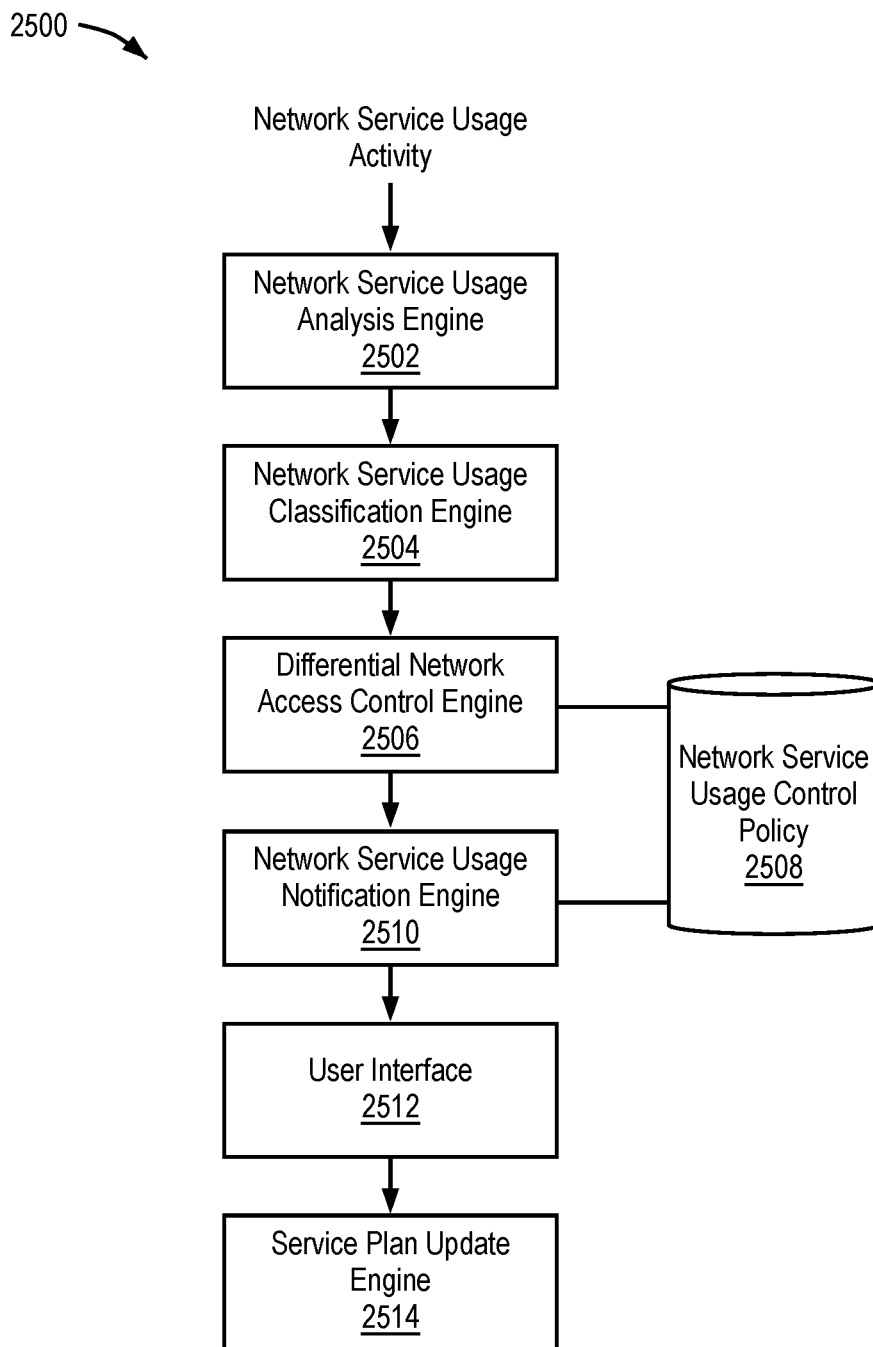 2500
Network Service Usage
Activity
Network Service Usage
Analysis Engine
2502
Network Service Usage
Classification Engine
2504
Differential Network
Access Control Engine
2506
Network Service
Usage Control
Policy
2508
Network Service Usage
Notification Engine
2510
User Interface
2512
Service Plan Update
Engine
2514